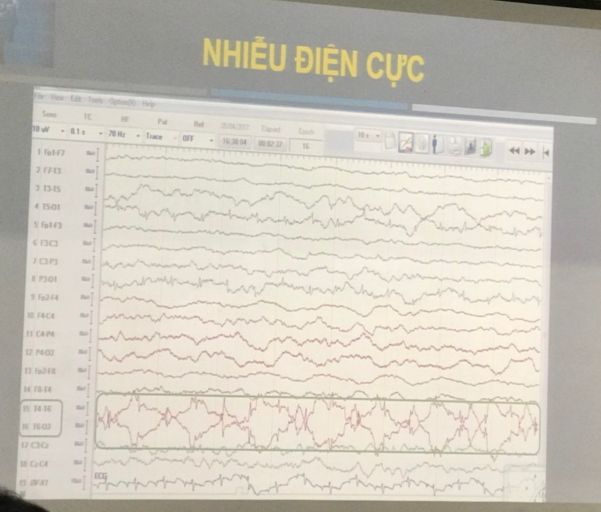 NHIỄU ĐIỆN CỰC
File View Edit Tools Option(N) Help
Sens TC HF Pat Ref Elapsed Epoch
10 uV 0.1 s 70 Hz Trace OFF 16:38:04 00:02:32 16 10 s
1 Fp1-F7
2 F7-T3
3 T3-T5
4 T5-O1
5 Fp1-F3
6 F3-C3
7 C3-P3
8 P3-O1
9 Fp2-F4
10 F4-C4
11 C4-P4
12 P4-O2
13 Fp2-F8
14 F8-T4
15 T4-T6
16 T6-O2
17 C3-Cz
18 Cz-C4
ECG